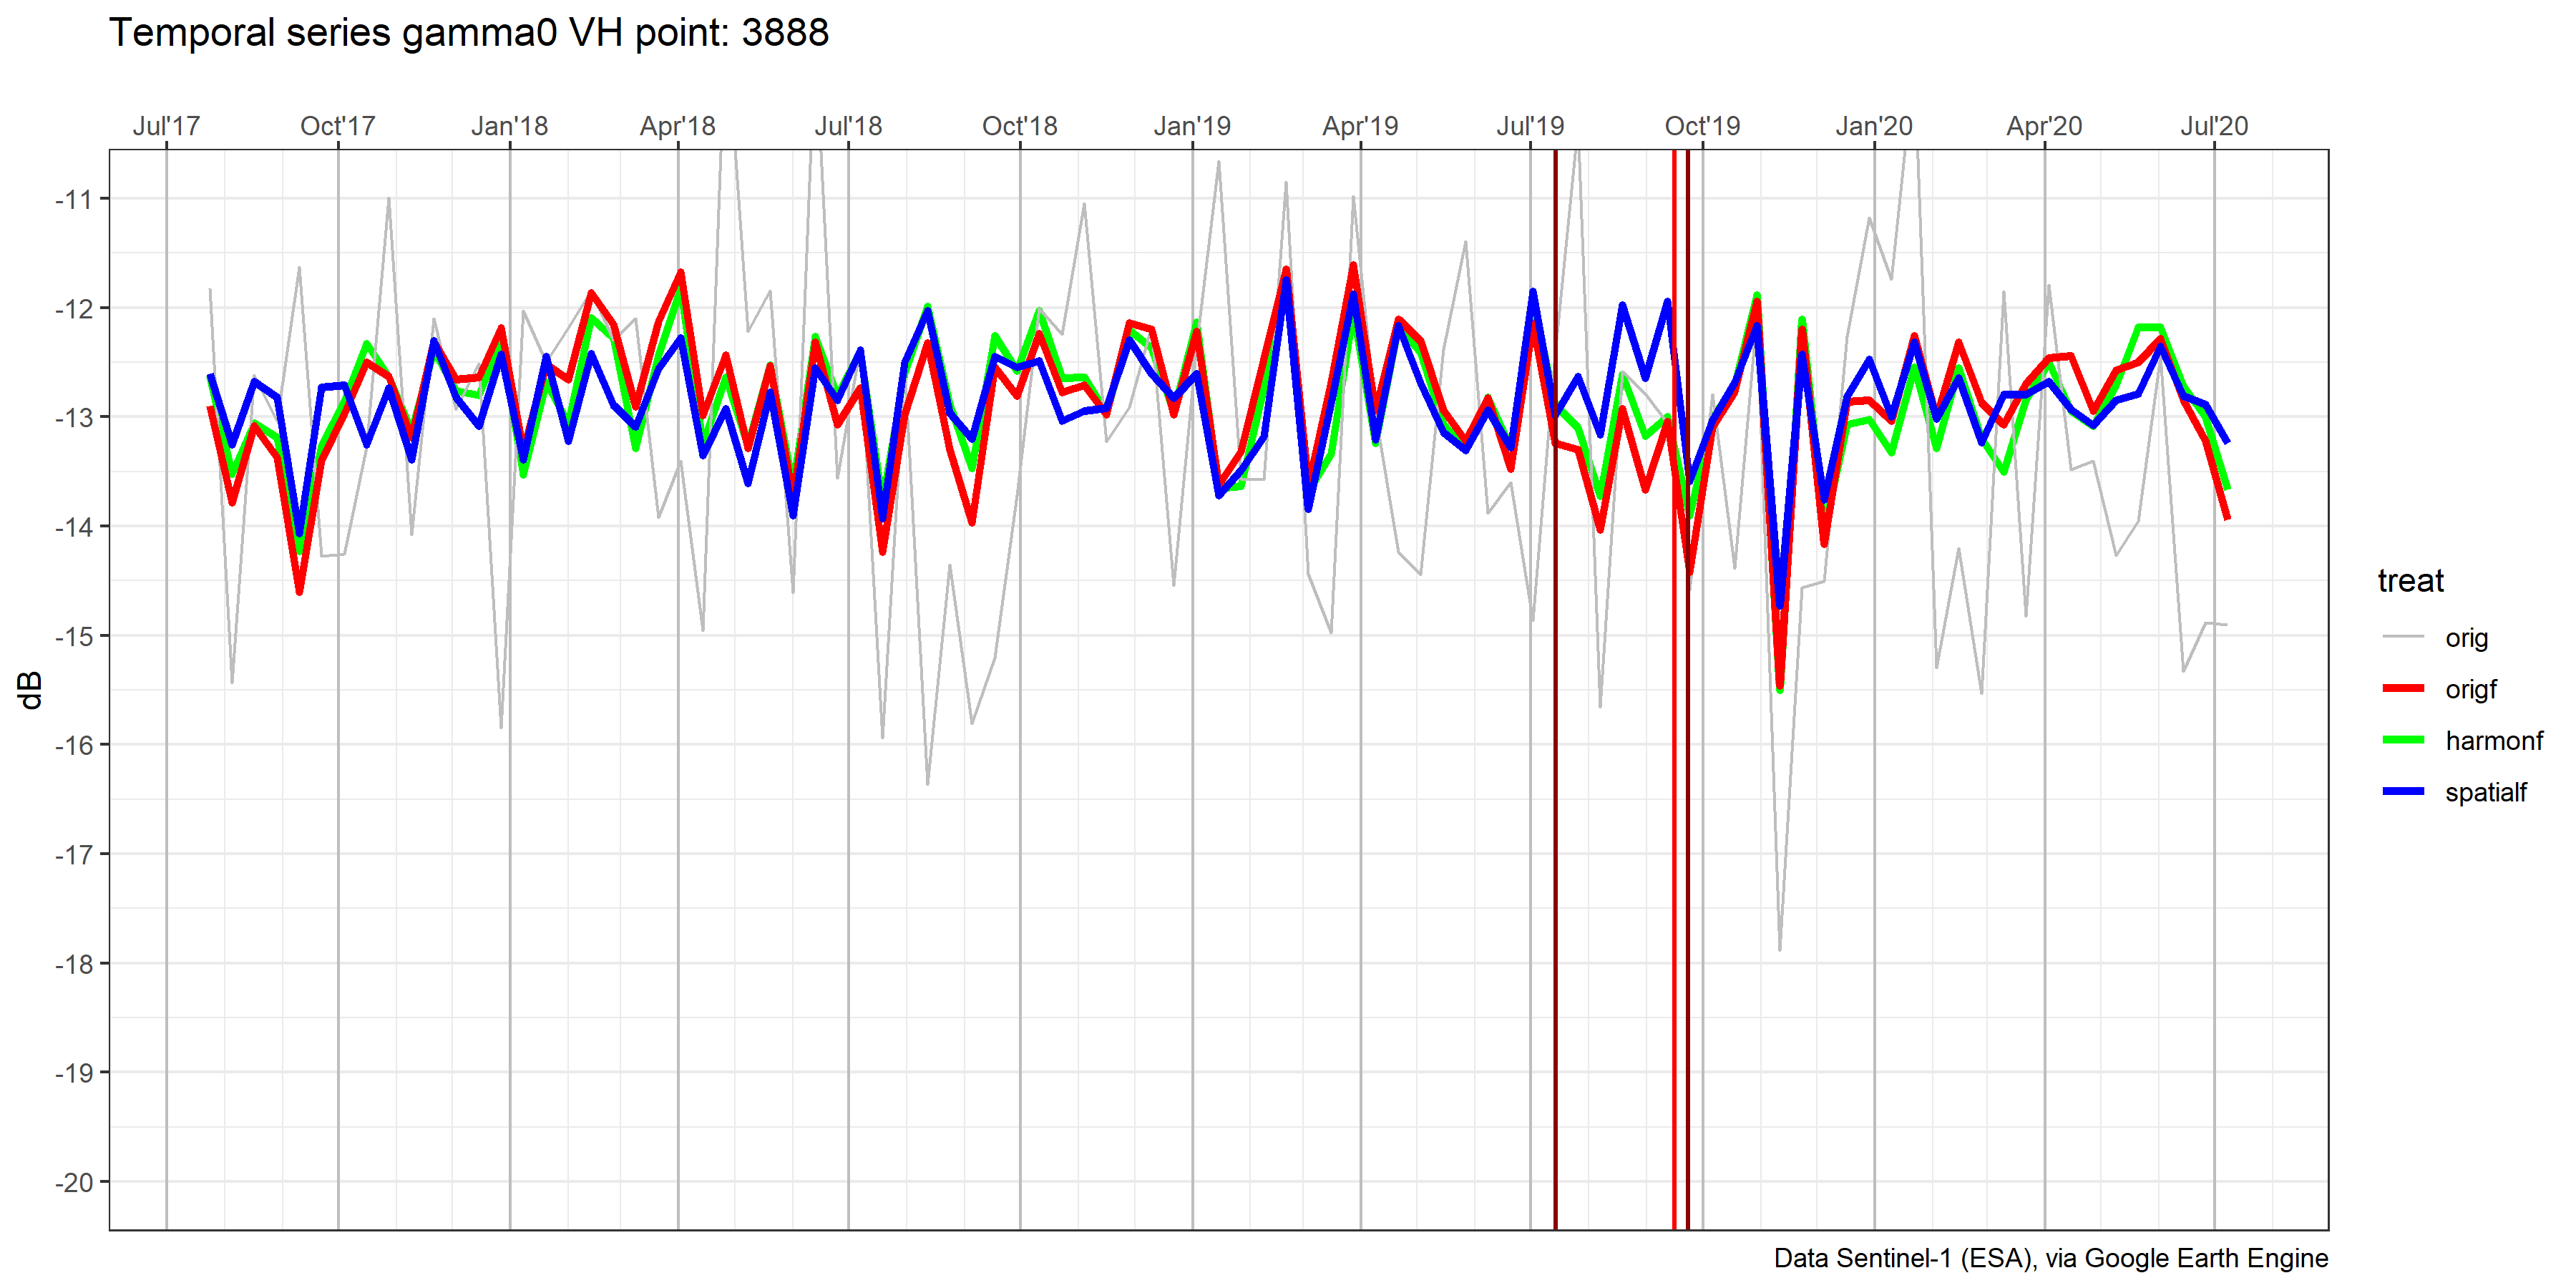 Temporal series gamma0 VH point: 3888
Jul'17 Oct'17 Jan'18 Apr'18 Jul'18 Oct'18 Jan'19 Apr'19 Jul'19 Oct'19 Jan'20 Apr'20 Jul'20
-11
-12
-13
-14
-15
-16
-17
-18
-19
-20
dB
treat
orig
origf
harmonf
spatialf
Data Sentinel-1 (ESA), via Google Earth Engine